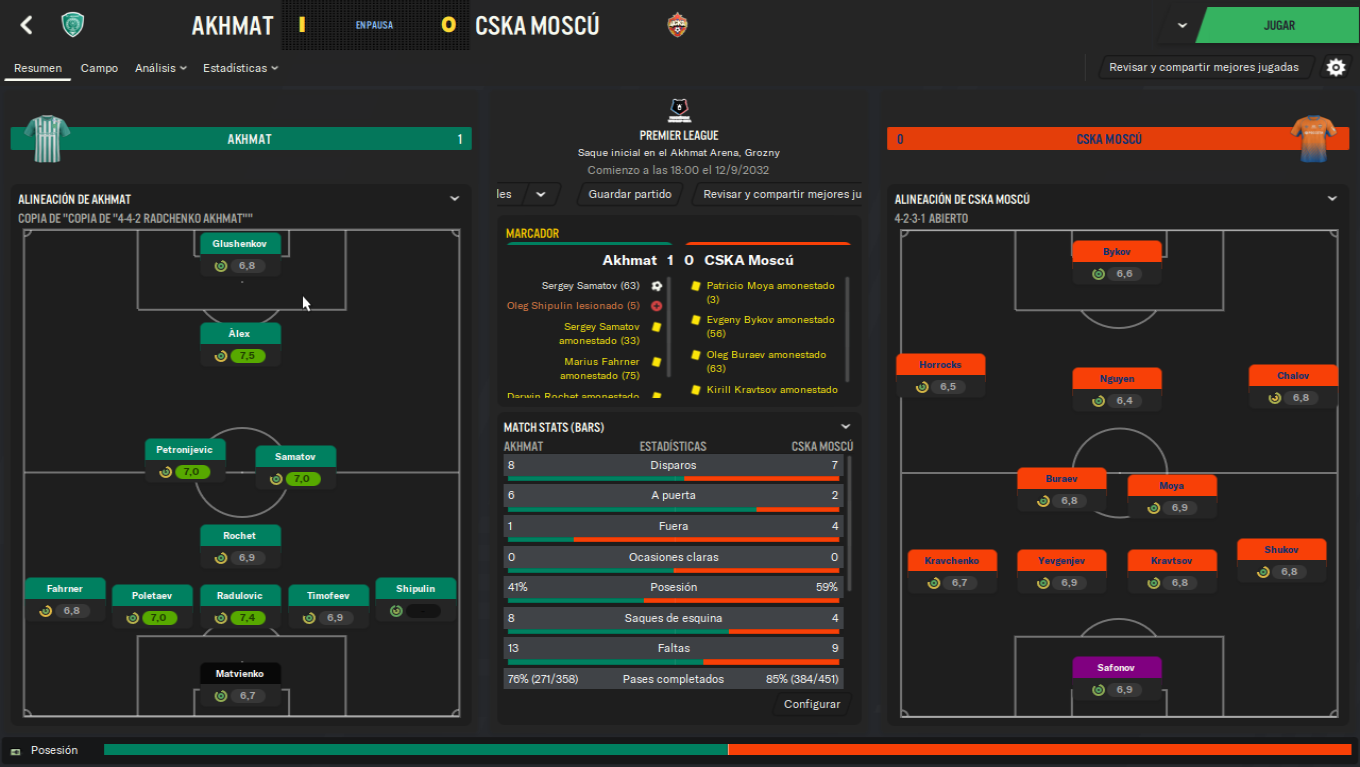 AKHMAT
1
EN PAUSA
0
CSKA MOSCÚ
JUGAR
Resumen
Campo
Análisis
Estadísticas
Revisar y compartir mejores jugadas
AKHMAT
1
PREMIER LEAGUE
Saque inicial en el Akhmat Arena, Grozny
Comienzo a las 18:00 el 12/9/2032
0
CSKA MOSCÚ
les
Guardar partido
Revisar y compartir mejores ju
ALINEACIÓN DE AKHMAT
COPIA DE "COPIA DE "4-4-2 RADCHENKO AKHMAT""
Glushenkov
6,8
Àlex
7,5
Petronijevic
7,0
Samatov
7,0
Rochet
6,9
Fahrner
6,8
Poletaev
7,0
Radulovic
7,4
Timofeev
6,9
Shipulin
-
Matvienko
6,7
MARCADOR
Akhmat 1 0 CSKA Moscú
Sergey Samatov (63)
Oleg Shipulin lesionado (5)
Sergey Samatov
amonestado (33)
Marius Fahrner
amonestado (75)
Darwin Rochet amonestado
Patricio Moya amonestado
(3)
Evgeny Bykov amonestado
(56)
Oleg Buraev amonestado
(63)
Kirill Kravtsov amonestado
MATCH STATS (BARS)
AKHMAT ESTADÍSTICAS CSKA MOSCÚ
8 Disparos 7
6 A puerta 2
1 Fuera 4
0 Ocasiones claras 0
41% Posesión 59%
8 Saques de esquina 4
13 Faltas 9
76% (271/358) Pases completados 85% (384/451)
Configurar
ALINEACIÓN DE CSKA MOSCÚ
4-2-3-1 ABIERTO
Bykov
6,6
Horrocks
6,5
Nguyen
6,4
Chalov
6,8
Buraev
6,8
Moya
6,9
Kravchenko
6,7
Yevgenjev
6,9
Kravtsov
6,8
Shukov
6,8
Safonov
6,9
Posesión